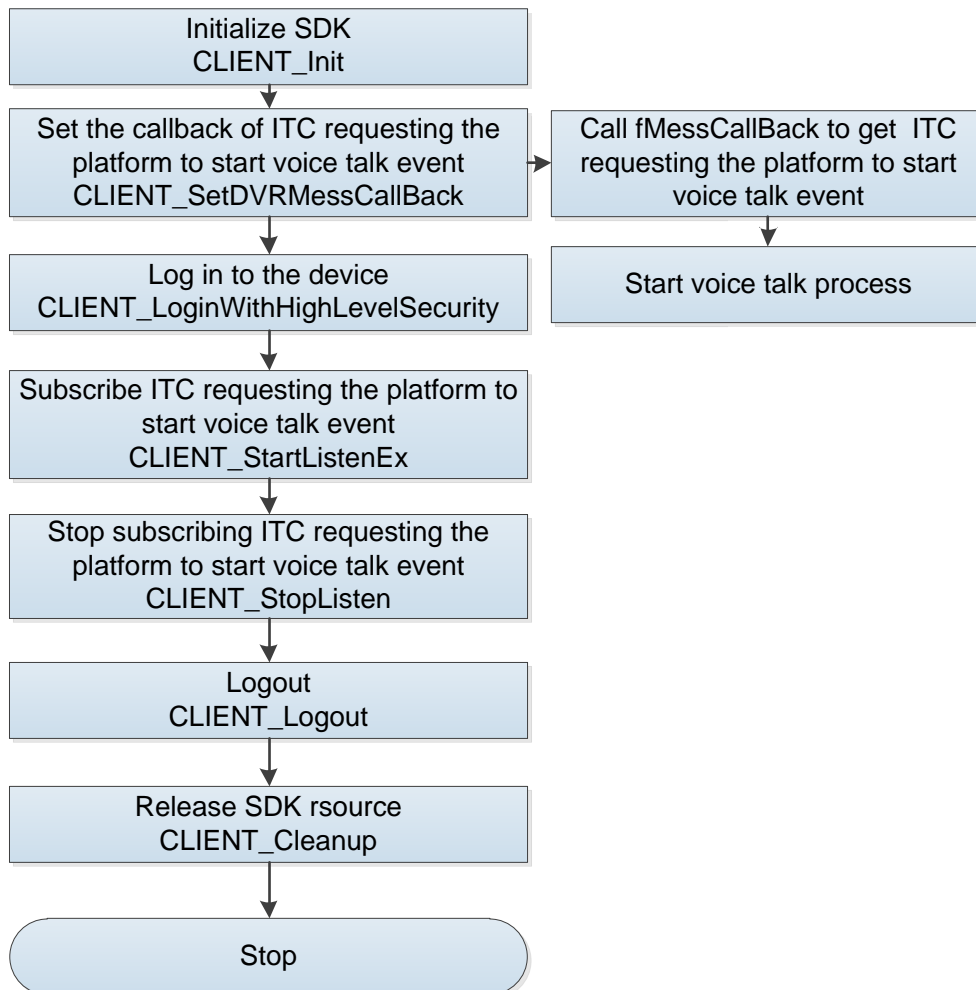 Initialize SDK
CLIENT_Init
Set the callback of ITC requesting the
platform to start voice talk event
CLIENT_SetDVRMessCallBack
Call fMessCallBack to get ITC
requesting the platform to start
voice talk event
Log in to the device
CLIENT_LoginWithHighLevelSecurity
Start voice talk process
Subscribe ITC requesting the platform to
start voice talk event
CLIENT_StartListenEx
Stop subscribing ITC requesting the
platform to start voice talk event
CLIENT_StopListen
Logout
CLIENT_Logout
Release SDK rsource
CLIENT_Cleanup
Stop